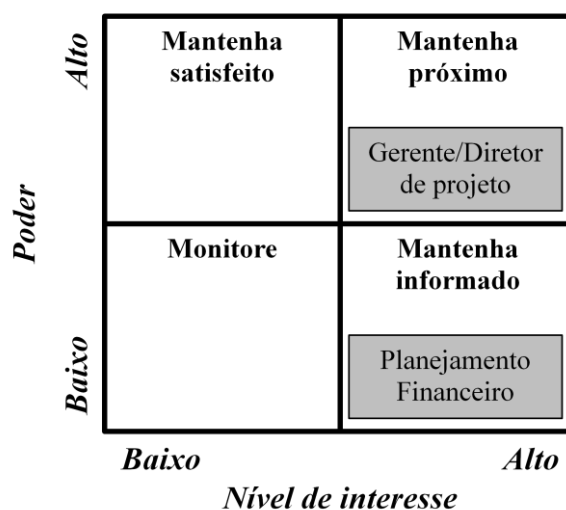 Alto
Poder
Baixo
Mantenha
satisfeito
Mantenha
próximo
Gerente/Diretor
de projeto
Monitore
Mantenha
informado
Planejamento
Financeiro
Baixo
Alto
Nível de interesse